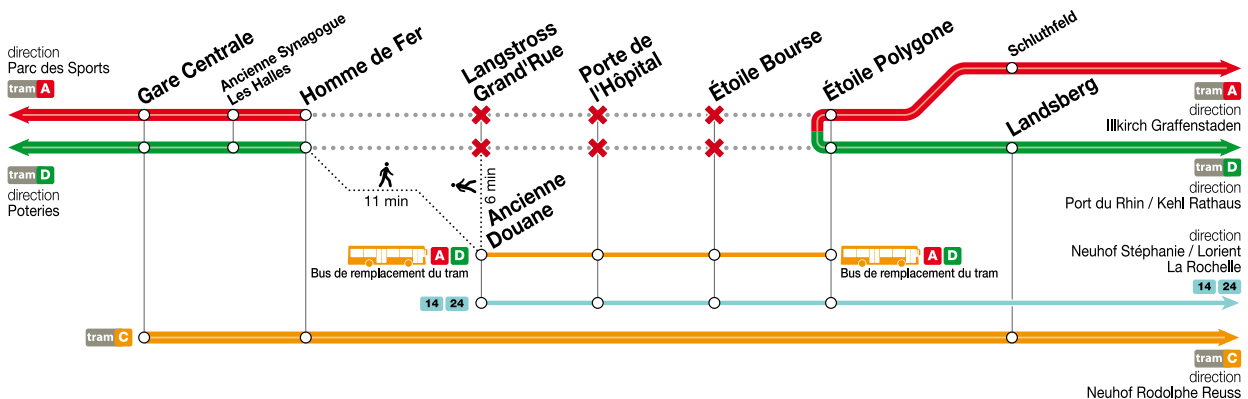 direction
Parc des Sports
tram A
Gare Centrale
Ancienne Synagogue
Les Halles
Homme de Fer
Langstross
Grand'Rue
Porte de
l'Hôpital
Étoile Bourse
Étoile Polygone
Schluthfeld
Landsberg
tram A
direction
Illkirch Graffenstaden
tram D
direction
Poteries
tram D
direction
Port du Rhin / Kehl Rathaus
11 min
6 min
Ancienne
Douane
A D
Bus de remplacement du tram
A D
Bus de remplacement du tram
direction
Neuhof Stéphanie / Lorient
La Rochelle
14 24
14 24
tram C
tram C
direction
Neuhof Rodolphe Reuss